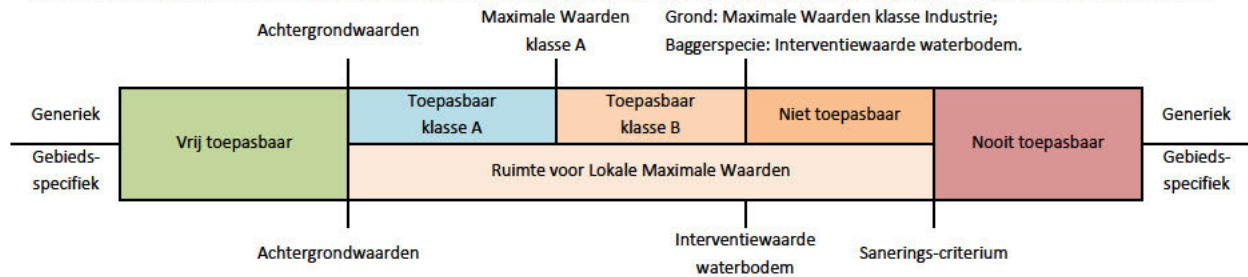 Achtergrondwaarden
Maximale Waarden
klasse A
Grond: Maximale Waarden klasse Industrie;
Baggerspecie: Interventiewaarde waterbodem.
Generiek
Gebieds-
specifiek
Vrij toepasbaar
Toepasbaar
klasse A
Toepasbaar
klasse B
Niet toepasbaar
Ruimte voor Lokale Maximale Waarden
Nooit toepasbaar
Generiek
Gebieds-
specifiek
Achtergrondwaarden
Interventiewaarde
waterbodem
Sanerings-criterium